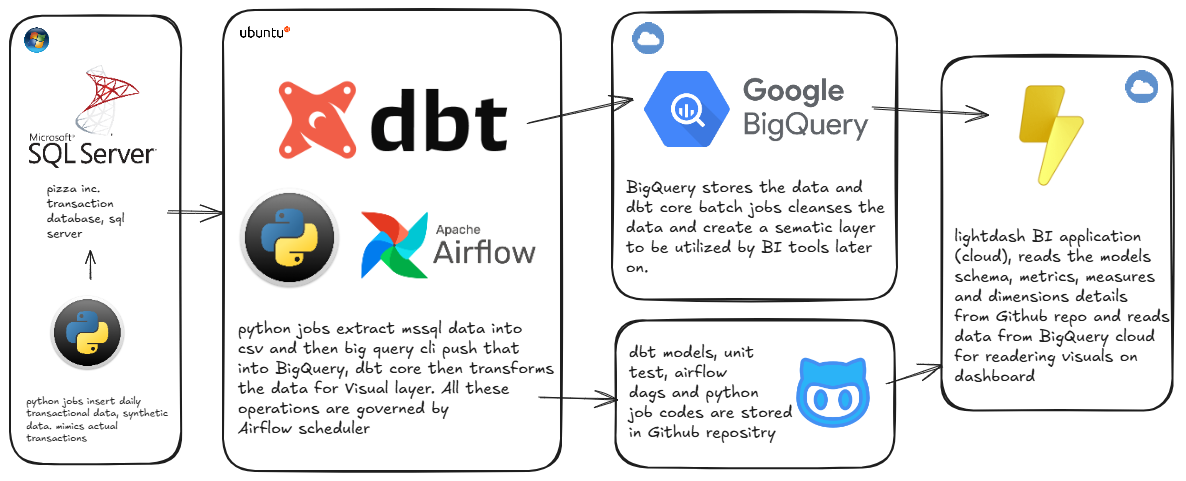 Microsoft®
SQL Server®
pizza inc.
transaction
database, sql
server
python jobs insert daily
transactional data, synthetic
data. mimics actual
transactions
ubuntu®
dbt
Apache
Airflow
python jobs extract mssql data into
csv and then big query cli push that
into BigQuery, dbt core then transforms
the data for Visual layer. All these
operations are governed by
Airflow scheduler
Google
BigQuery
BigQuery stores the data and
dbt core batch jobs cleanses the
data and create a sematic layer
to be utilized by BI tools later
on.
dbt models, unit
test, airflow
dags and python
job codes are stored
in Github repositry
lightdash BI application
(cloud), reads the models
schema, metrics, measures
and dimensions details
from Github repo and reads
data from BigQuery cloud
for readering visuals on
dashboard